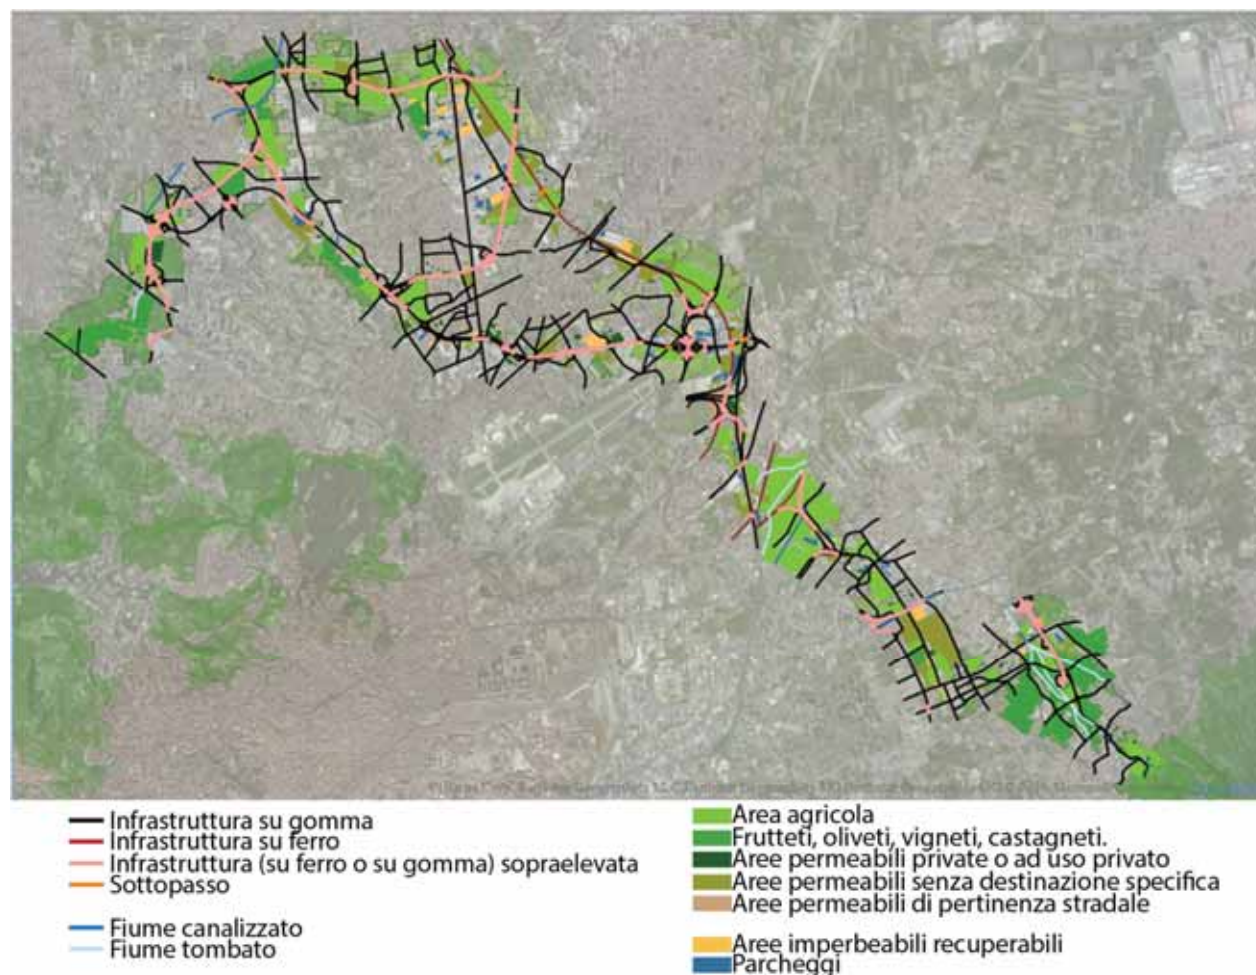 Infrastruttura su gomma
Infrastruttura su ferro
Infrastruttura (su ferro o su gomma) sopraelevata
Sottopasso
Fiume canalizzato
Fiume tombato
Area agricola
Frutteti, oliveti, vigneti, castagneti.
Aree permeabili private o ad uso privato
Aree permeabili senza destinazione specifica
Aree permeabili di pertinenza stradale
Aree imperbeabili recuperabili
Parcheggi